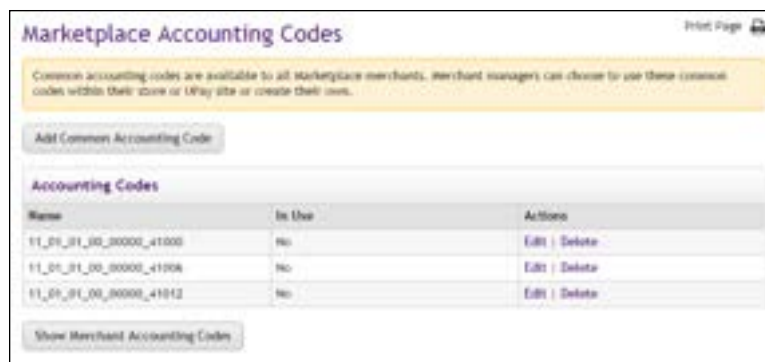 Marketplace Accounting Codes
Print Page
Common accounting codes are available to all Marketplace merchants. Merchant managers can choose to use these common
codes within their store or UPay site or create their own.
Add Common Accounting Code
Accounting Codes
Name In Use Actions
11_01_01_00_00000_41000 No Edit | Delete
11_01_01_00_00000_41006 No Edit | Delete
11_01_01_00_00000_41012 No Edit | Delete
Show Merchant Accounting Codes